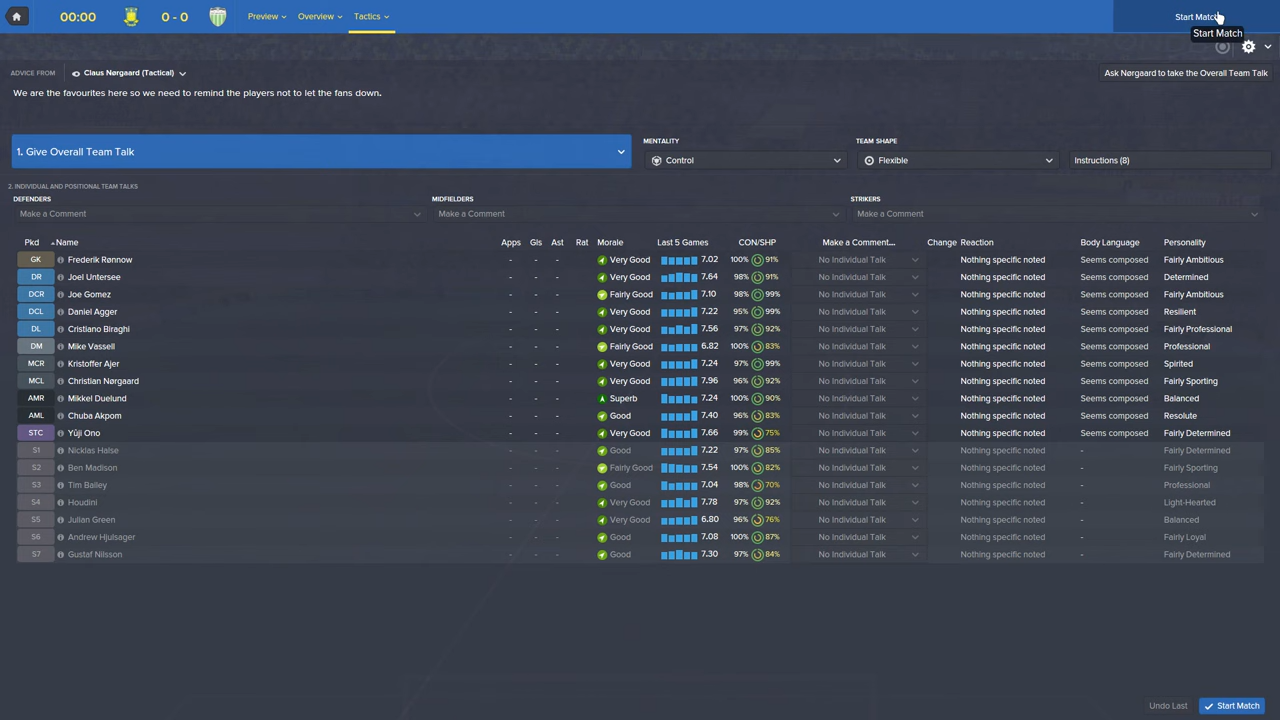 00:00 0 - 0 Preview Overview Tactics Start Match
Start Match
ADVICE FROM Claus Nørgaard (Tactical) Ask Nørgaard to take the Overall Team Talk
We are the favourites here so we need to remind the players not to let the fans down.
MENTALITY TEAM SHAPE
1. Give Overall Team Talk Control Flexible Instructions (8)
2. INDIVIDUAL AND POSITIONAL TEAM TALKS
DEFENDERS MIDFIELDERS STRIKERS
Make a Comment Make a Comment Make a Comment
Pkd Name Apps Gls Ast Rat Morale Last 5 Games CON/SHP Make a Comment... Change Reaction Body Language Personality
GK Frederik Rønnow - - - - Very Good 7.02 100% 91% No Individual Talk Nothing specific noted Seems composed Fairly Ambitious
DR Joel Untersee - - - - Very Good 7.64 98% 91% No Individual Talk Nothing specific noted Seems composed Determined
DCR Joe Gomez - - - - Fairly Good 7.10 98% 99% No Individual Talk Nothing specific noted Seems composed Fairly Ambitious
DCL Daniel Agger - - - - Very Good 7.22 95% 99% No Individual Talk Nothing specific noted Seems composed Resilient
DL Cristiano Biraghi - - - - Very Good 7.56 97% 92% No Individual Talk Nothing specific noted Seems composed Fairly Professional
DM Mike Vassell - - - - Fairly Good 6.82 100% 83% No Individual Talk Nothing specific noted Seems composed Professional
MCR Kristoffer Ajer - - - - Very Good 7.24 97% 99% No Individual Talk Nothing specific noted Seems composed Spirited
MCL Christian Nørgaard - - - - Very Good 7.96 96% 92% No Individual Talk Nothing specific noted Seems composed Fairly Sporting
AMR Mikkel Duelund - - - - Superb 7.24 100% 90% No Individual Talk Nothing specific noted Seems composed Balanced
AML Chuba Akpom - - - - Good 7.40 96% 83% No Individual Talk Nothing specific noted Seems composed Resolute
STC Yûji Ono - - - - Very Good 7.66 99% 75% No Individual Talk Nothing specific noted Seems composed Fairly Determined
S1 Nicklas Halse - - - - Good 7.22 97% 85% No Individual Talk Nothing specific noted - Fairly Determined
S2 Ben Madison - - - - Fairly Good 7.54 100% 82% No Individual Talk Nothing specific noted - Fairly Sporting
S3 Tim Bailey - - - - Good 7.04 98% 70% No Individual Talk Nothing specific noted - Professional
S4 Houdini - - - - Very Good 7.78 97% 92% No Individual Talk Nothing specific noted - Light-Hearted
S5 Julian Green - - - - Very Good 6.80 96% 76% No Individual Talk Nothing specific noted - Balanced
S6 Andrew Hjulsager - - - - Good 7.08 100% 87% No Individual Talk Nothing specific noted - Fairly Loyal
S7 Gustaf Nilsson - - - - Good 7.30 97% 84% No Individual Talk Nothing specific noted - Fairly Determined
Undo Last Start Match